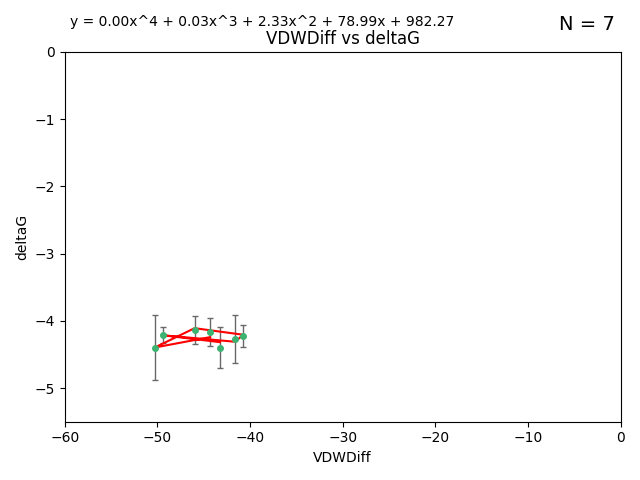 y = 0.00x^4 + 0.03x^3 + 2.33x^2 + 78.99x + 982.27
N = 7
VDWDiff vs deltaG
0
−1
−2
−3
−4
−5
deltaG
−60 −50 −40 −30 −20 −10 0
VDWDiff